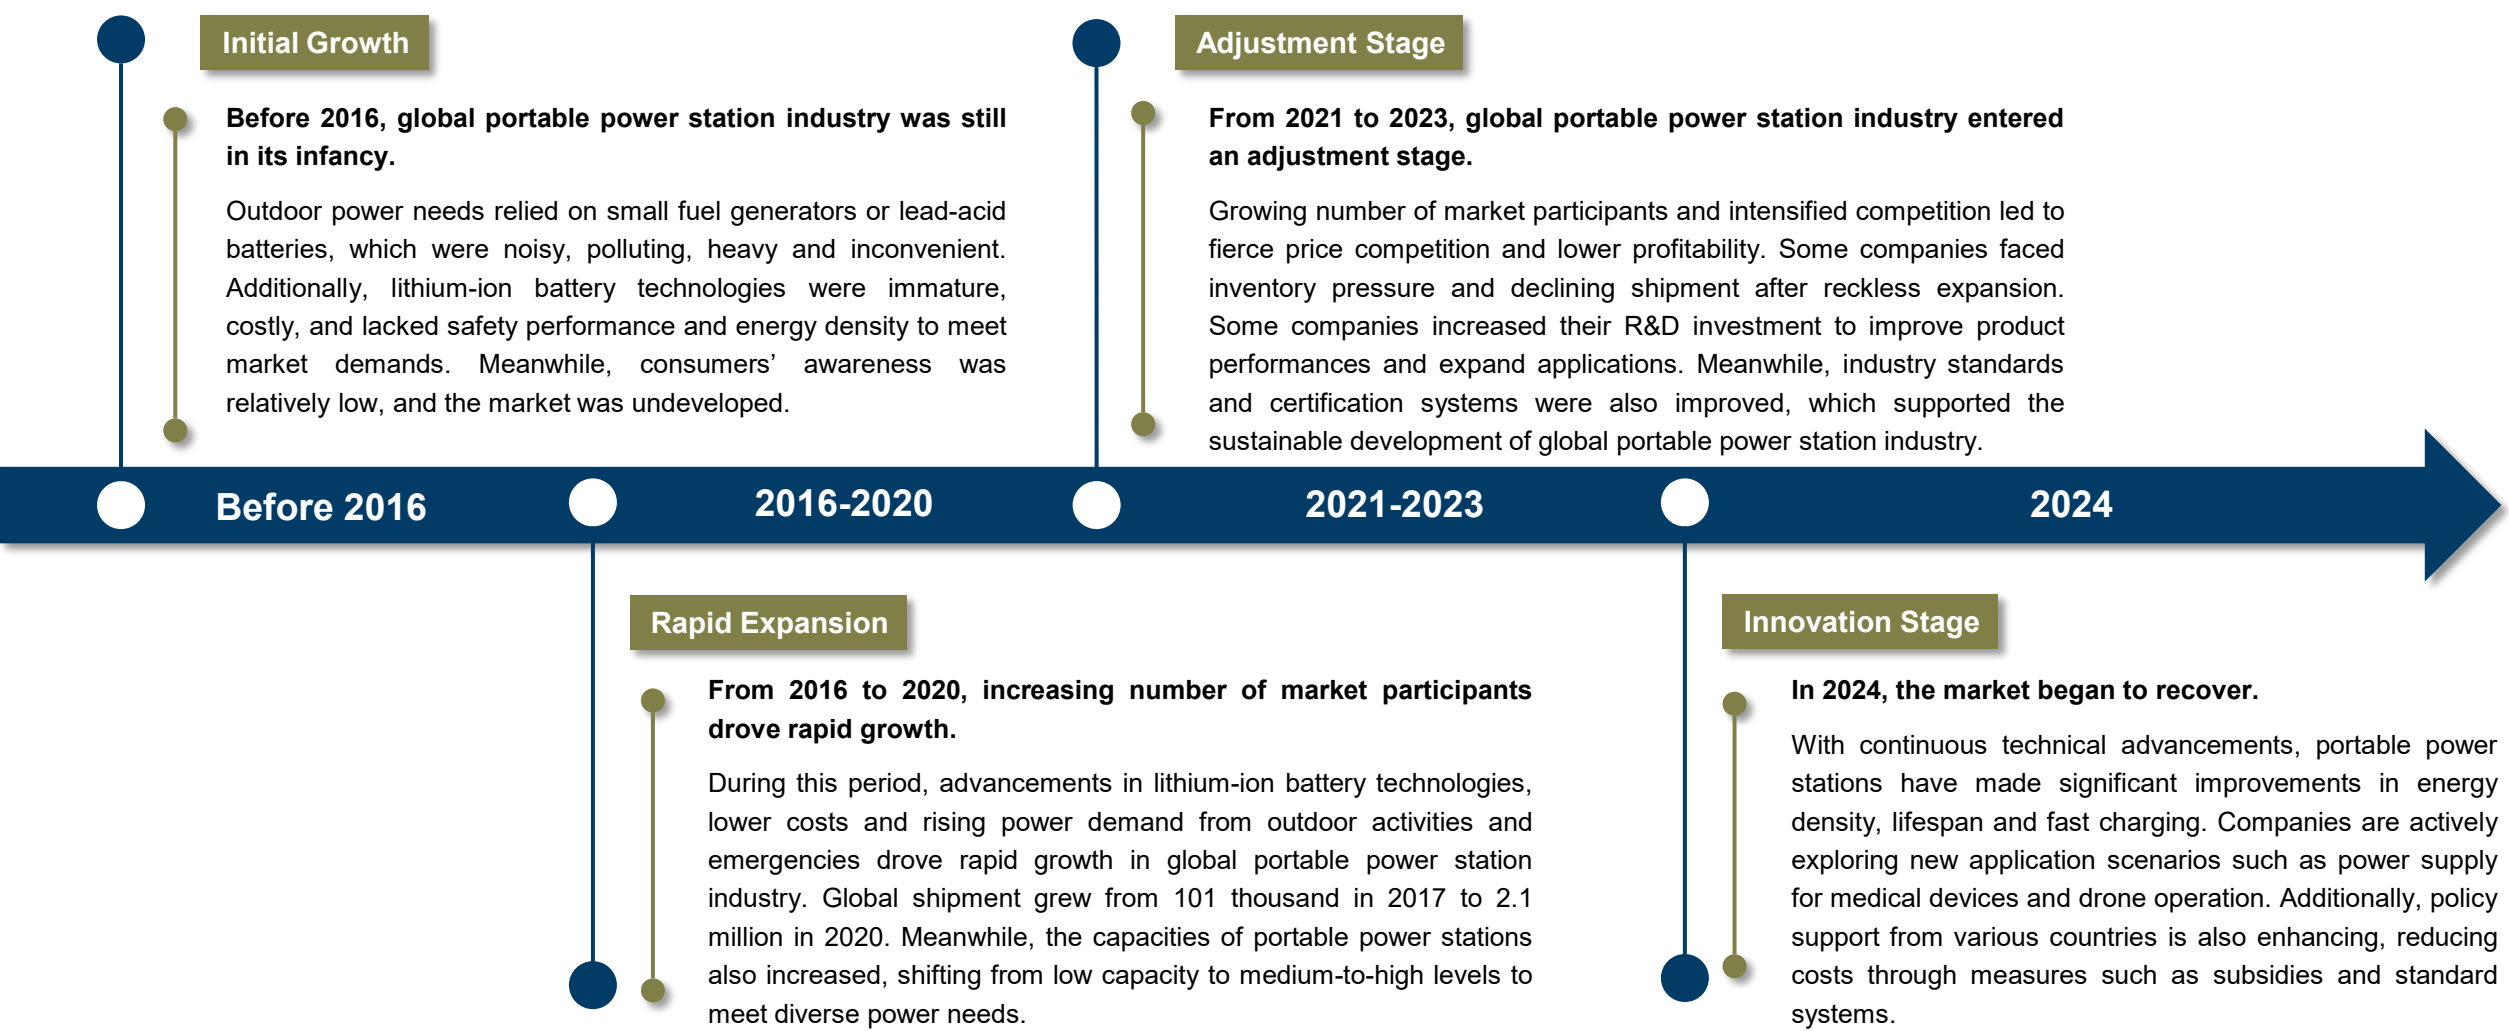 Initial Growth
Before 2016, global portable power station industry was still
in its infancy.
Outdoor power needs relied on small fuel generators or lead-acid
batteries, which were noisy, polluting, heavy and inconvenient.
Additionally, lithium-ion battery technologies were immature,
costly, and lacked safety performance and energy density to meet
market demands. Meanwhile, consumers’ awareness was
relatively low, and the market was undeveloped.
Adjustment Stage
From 2021 to 2023, global portable power station industry entered
an adjustment stage.
Growing number of market participants and intensified competition led to
fierce price competition and lower profitability. Some companies faced
inventory pressure and declining shipment after reckless expansion.
Some companies increased their R&D investment to improve product
performances and expand applications. Meanwhile, industry standards
and certification systems were also improved, which supported the
sustainable development of global portable power station industry.
Before 2016
2016-2020
2021-2023
2024
Rapid Expansion
From 2016 to 2020, increasing number of market participants
drove rapid growth.
During this period, advancements in lithium-ion battery technologies,
lower costs and rising power demand from outdoor activities and
emergencies drove rapid growth in global portable power station
industry. Global shipment grew from 101 thousand in 2017 to 2.1
million in 2020. Meanwhile, the capacities of portable power stations
also increased, shifting from low capacity to medium-to-high levels to
meet diverse power needs.
Innovation Stage
In 2024, the market began to recover.
With continuous technical advancements, portable power
stations have made significant improvements in energy
density, lifespan and fast charging. Companies are actively
exploring new application scenarios such as power supply
for medical devices and drone operation. Additionally, policy
support from various countries is also enhancing, reducing
costs through measures such as subsidies and standard
systems.